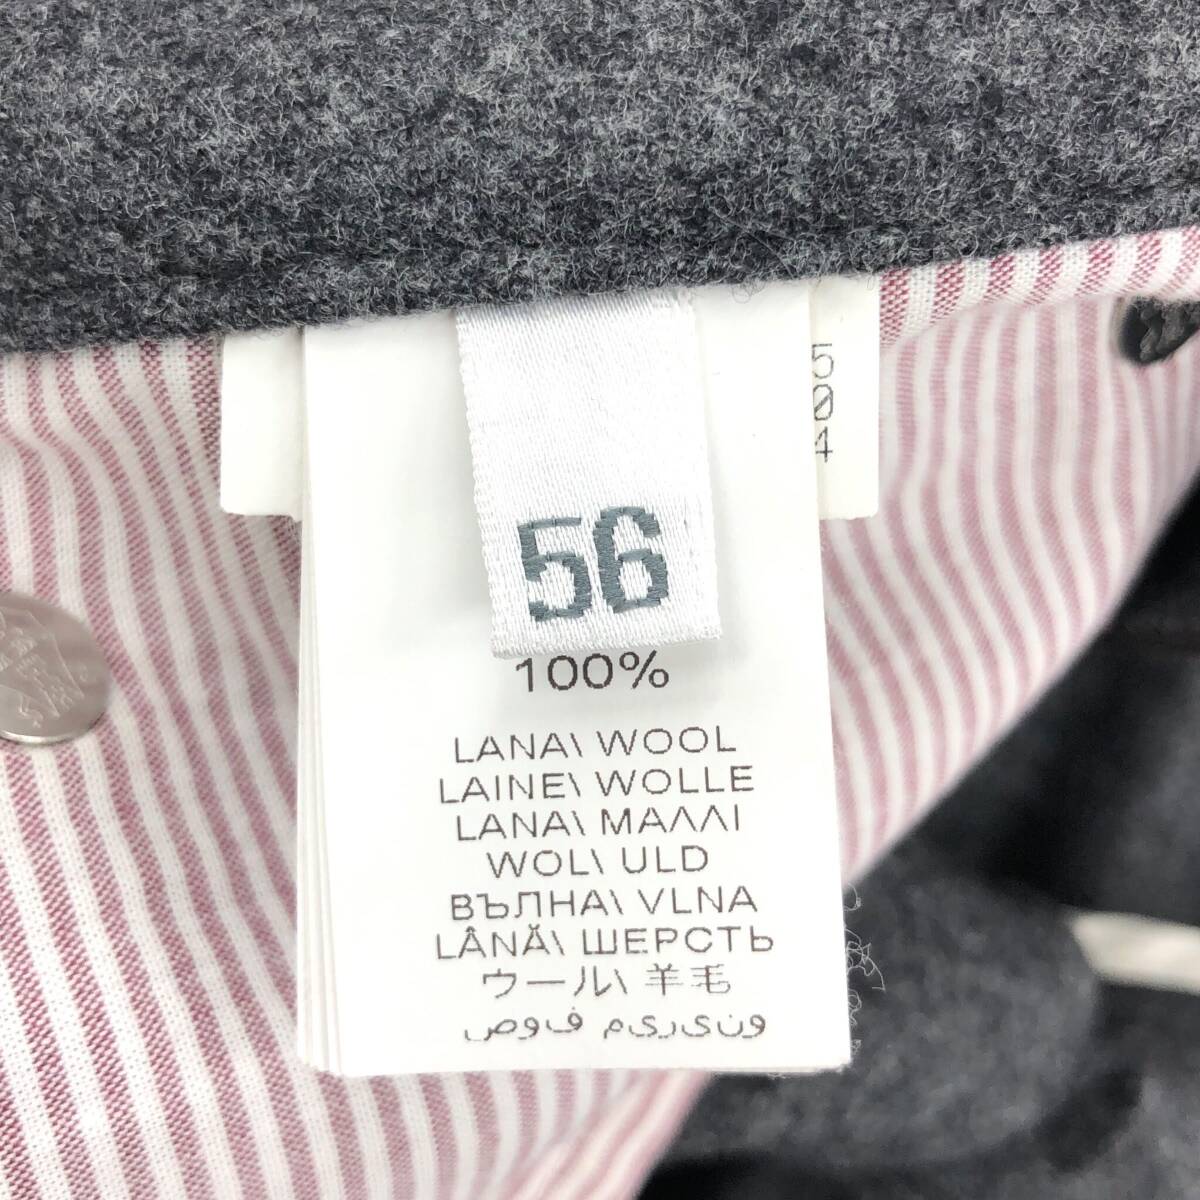 504
56
100%
LANA\ WOOL
LAINE\ WOLLE
LANA\ ΜΑΛΛΙ
WOL\ ULD
ВЪЛНА\ VLNA
LÂNĂ\ ШЕРСТЬ
ウール\ 羊毛